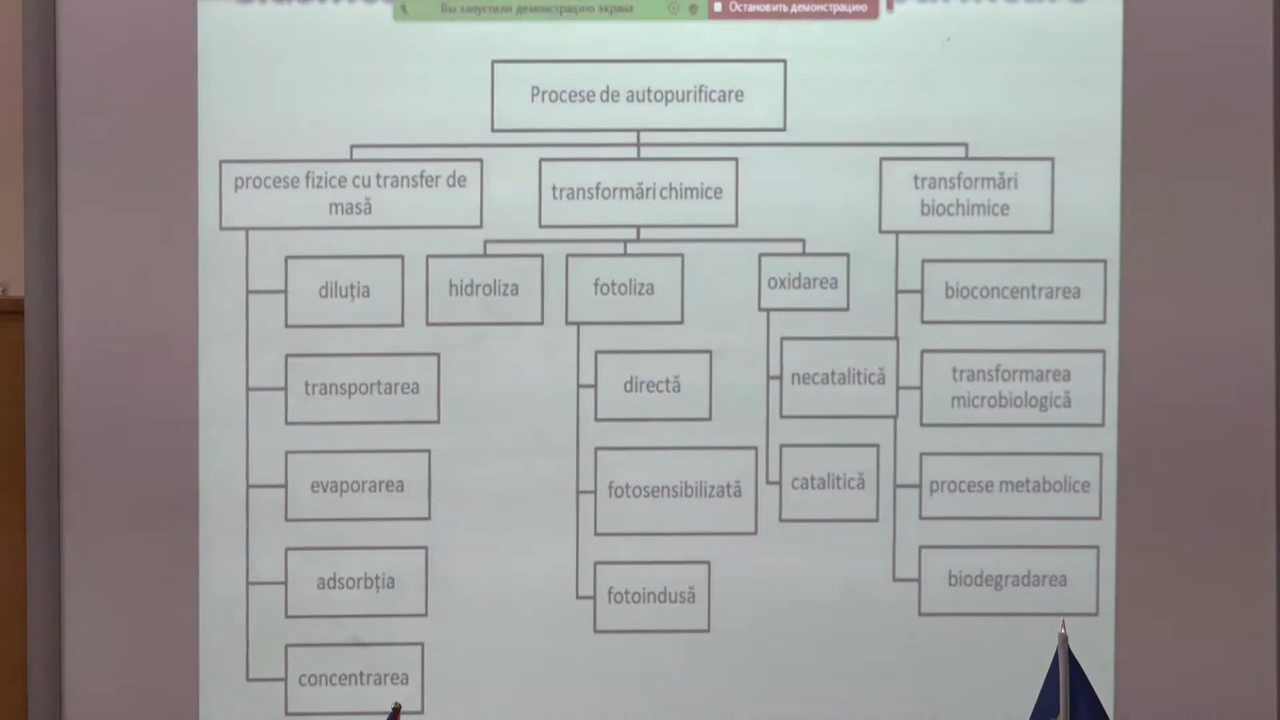 Вы запустили демонстрацию экрана
Остановить демонстрацию
Procese de autopurificare
procese fizice cu transfer de
masă
transformări chimice
transformări
biochimice
diluția
transportarea
evaporarea
adsorbția
concentrarea
hidroliza
fotoliza
directă
fotosensibilizată
fotoindusă
oxidarea
necatalitică
catalitică
bioconcentrarea
transformarea
microbiologică
procese metabolice
biodegradarea